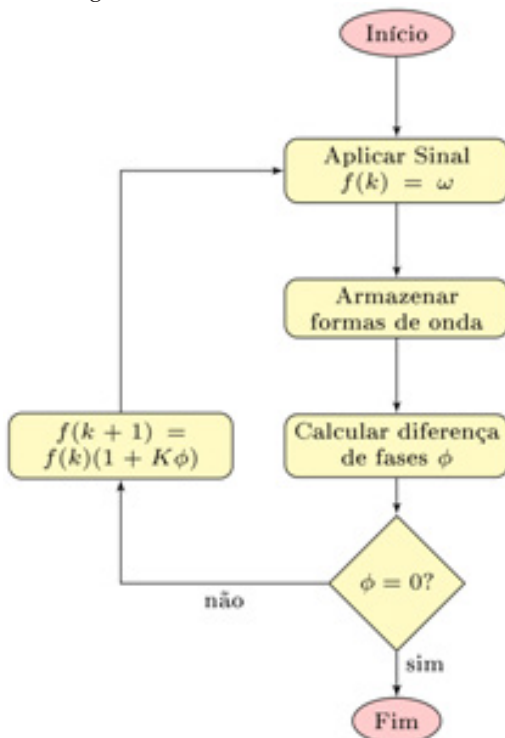 Início
Aplicar Sinal
f(k) = ω
Armazenar
formas de onda
Calcular diferença
de fases ϕ
f(k + 1) =
f(k)(1 + Kϕ)
ϕ = 0?
não
sim
Fim